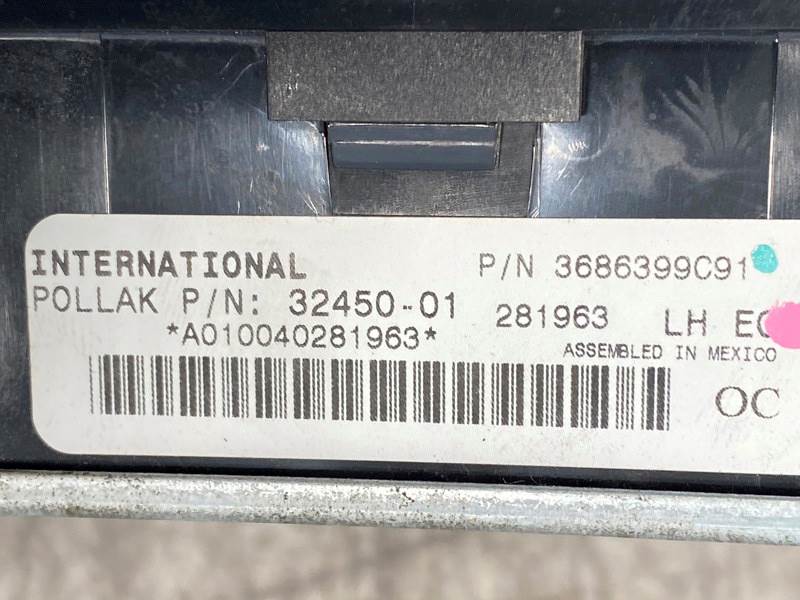 INTERNATIONAL P/N 3686399C91
POLLAK P/N: 32450-01 281963 LH
*A010040281963*
ASSEMBLED IN MEXICO
OC